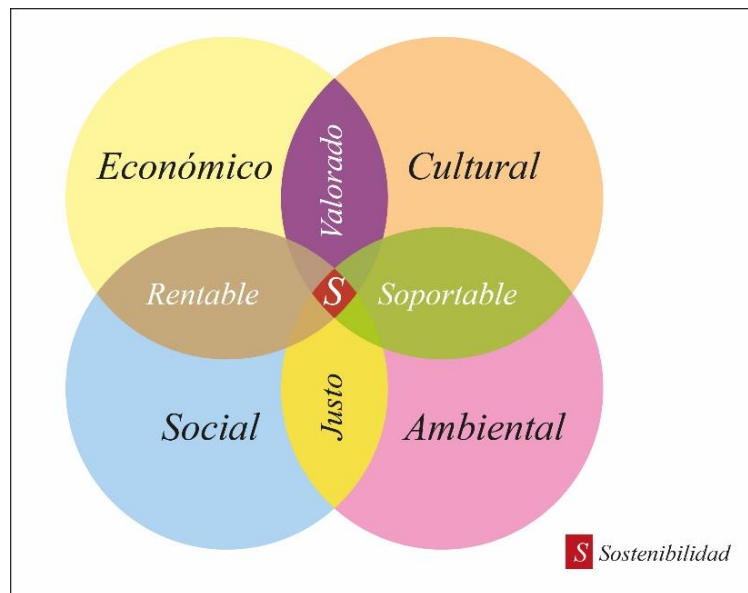 Económico
Valorado
Cultural
Rentable
S
Soportable
Social
Justo
Ambiental
S Sostenibilidad